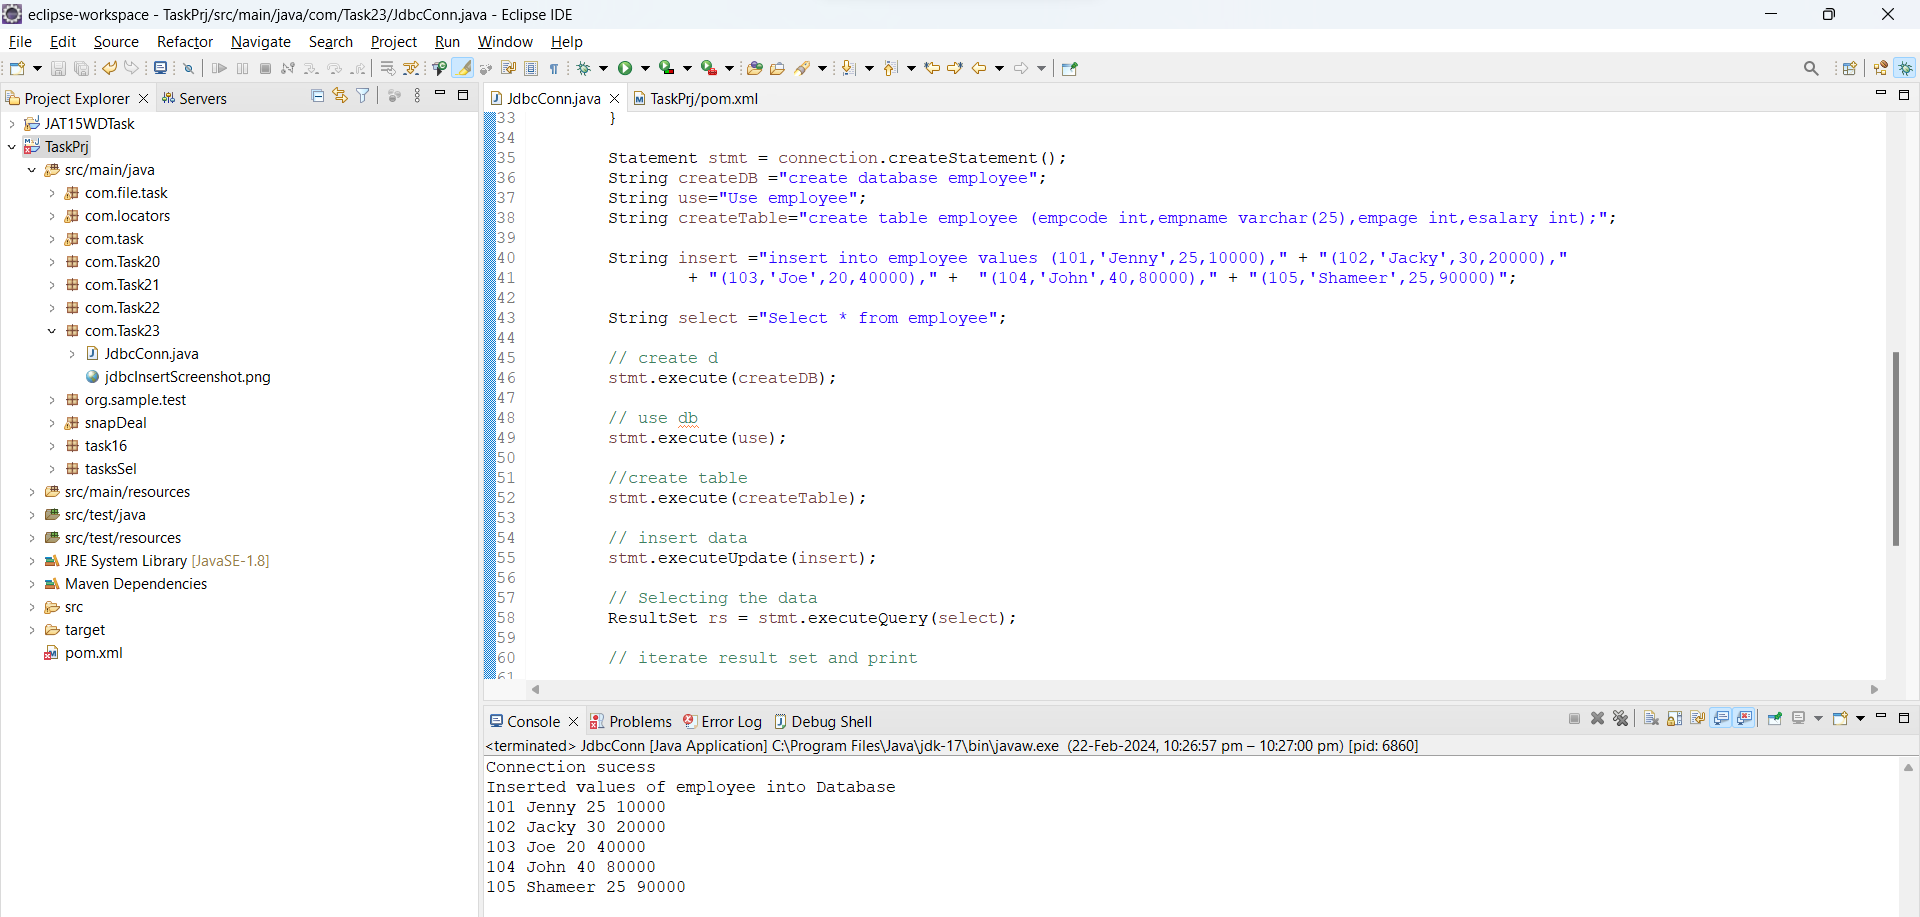 eclipse-workspace - TaskPrj/src/main/java/com/Task23/JdbcConn.java - Eclipse IDE
File Edit Source Refactor Navigate Search Project Run Window Help
Project Explorer
Servers
JAT15WDTask
TaskPrj
src/main/java
com.file.task
com.locators
com.task
com.Task20
com.Task21
com.Task22
com.Task23
JdbcConn.java
jdbcInsertScreenshot.png
org.sample.test
snapDeal
task16
tasksSel
src/main/resources
src/test/java
src/test/resources
JRE System Library [JavaSE-1.8]
Maven Dependencies
src
target
pom.xml
JdbcConn.java
TaskPrj/pom.xml
33 }
34
35 Statement stmt = connection.createStatement();
36 String createDB ="create database employee";
37 String use="Use employee";
38 String createTable="create table employee (empcode int,empname varchar(25),empage int,esalary int);";
39
40 String insert ="insert into employee values (101,'Jenny',25,10000)," + "(102,'Jacky',30,20000),"
41 + "(103,'Joe',20,40000)," + "(104,'John',40,80000)," + "(105,'Shameer',25,90000)";
42
43 String select ="Select * from employee";
44
45 // create d
46 stmt.execute(createDB);
47
48 // use db
49 stmt.execute(use);
50
51 //create table
52 stmt.execute(createTable);
53
54 // insert data
55 stmt.executeUpdate(insert);
56
57 // Selecting the data
58 ResultSet rs = stmt.executeQuery(select);
59
60 // iterate result set and print
61
Console Problems Error Log Debug Shell
<terminated> JdbcConn [Java Application] C:\Program Files\Java\jdk-17\bin\javaw.exe (22-Feb-2024, 10:26:57 pm – 10:27:00 pm) [pid: 6860]
Connection sucess
Inserted values of employee into Database
101 Jenny 25 10000
102 Jacky 30 20000
103 Joe 20 40000
104 John 40 80000
105 Shameer 25 90000